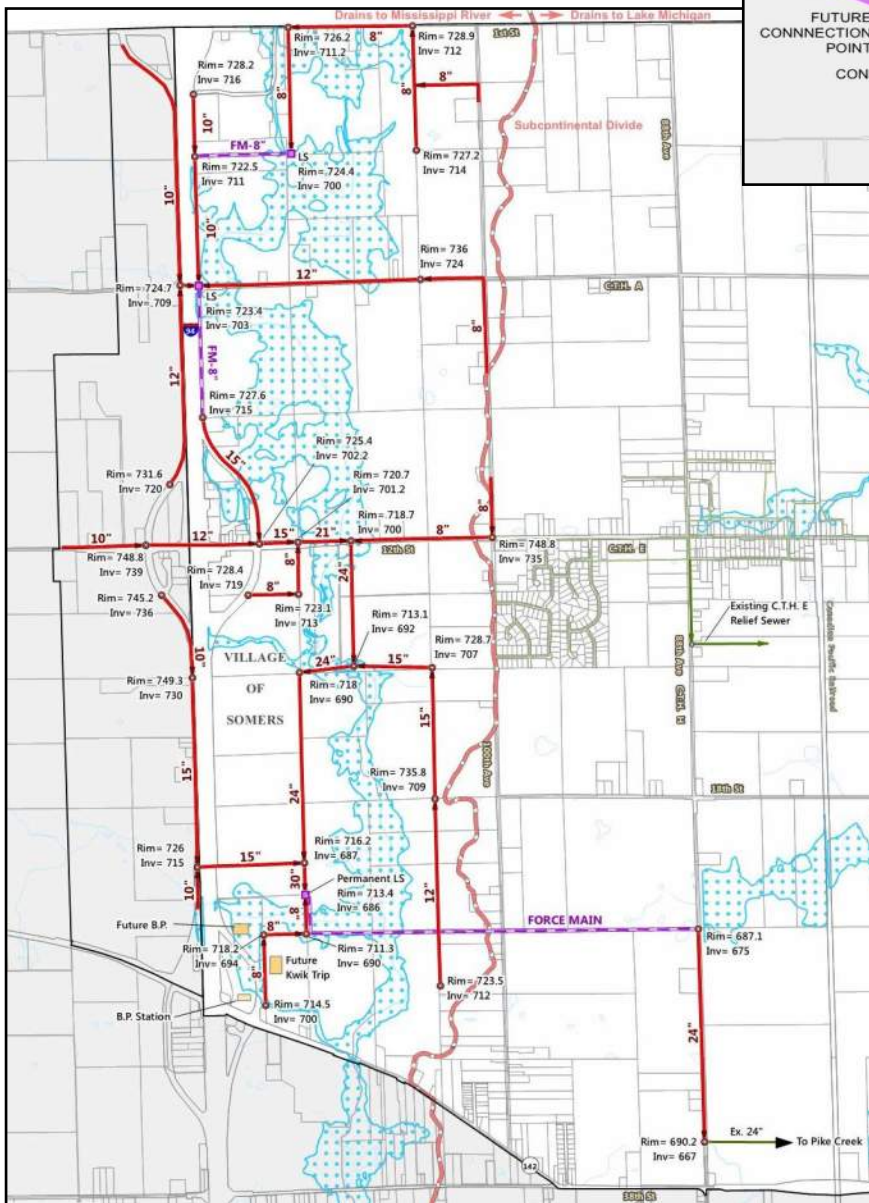 Drains to Mississippi River
Drains to Lake Michigan
FUTURE
CONNNECTION
POINT
CON
Rim= 726.2
Inv= 711.2
8"
Rim= 728.9
Inv= 712
1st St
Rim= 728.2
Inv= 716
8"
8"
8"
88th Ave
Subcontinental Divide
10"
FM-8"
LS
Rim= 722.5
Inv= 711
Rim= 724.4
Inv= 700
Rim= 727.2
Inv= 714
10"
10"
Rim= 736
Inv= 724
12"
C.T.H. A
Rim= 724.7
Inv= 709
LS
Rim= 723.4
Inv= 703
94
8"
FM-8"
12"
Rim= 727.6
Inv= 715
15"
Rim= 725.4
Inv= 702.2
Rim= 731.6
Inv= 720
Rim= 720.7
Inv= 701.2
Rim= 718.7
Inv= 700
8"
10"
12"
15"
21"
8"
12th St
C.T.H. E
Rim= 748.8
Inv= 739
Rim= 728.4
Inv= 719
8"
Rim= 748.8
Inv= 735
24"
8"
Rim= 745.2
Inv= 736
Rim= 723.1
Inv= 713
Rim= 713.1
Inv= 692
Existing C.T.H. E
Relief Sewer
Canadian Pacific Railroad
10"
VILLAGE
OF
SOMERS
24"
15"
Rim= 728.7
Inv= 707
88th Ave C.T.H. H
Rim= 749.3
Inv= 730
Rim= 718
Inv= 690
15"
100th Ave
15"
24"
Rim= 735.8
Inv= 709
18th St
Rim= 726
Inv= 715
15"
Rim= 716.2
Inv= 687
30"
Permanent LS
Rim= 713.4
Inv= 686
12"
10"
8"
Future B.P.
8"
FORCE MAIN
Rim= 718.2
Inv= 694
Rim= 711.3
Inv= 690
Rim= 687.1
Inv= 675
8"
Future
Kwik Trip
Rim= 723.5
Inv= 712
B.P. Station
Rim= 714.5
Inv= 700
24"
Ex. 24"
Rim= 690.2
Inv= 667
To Pike Creek
142
38th St